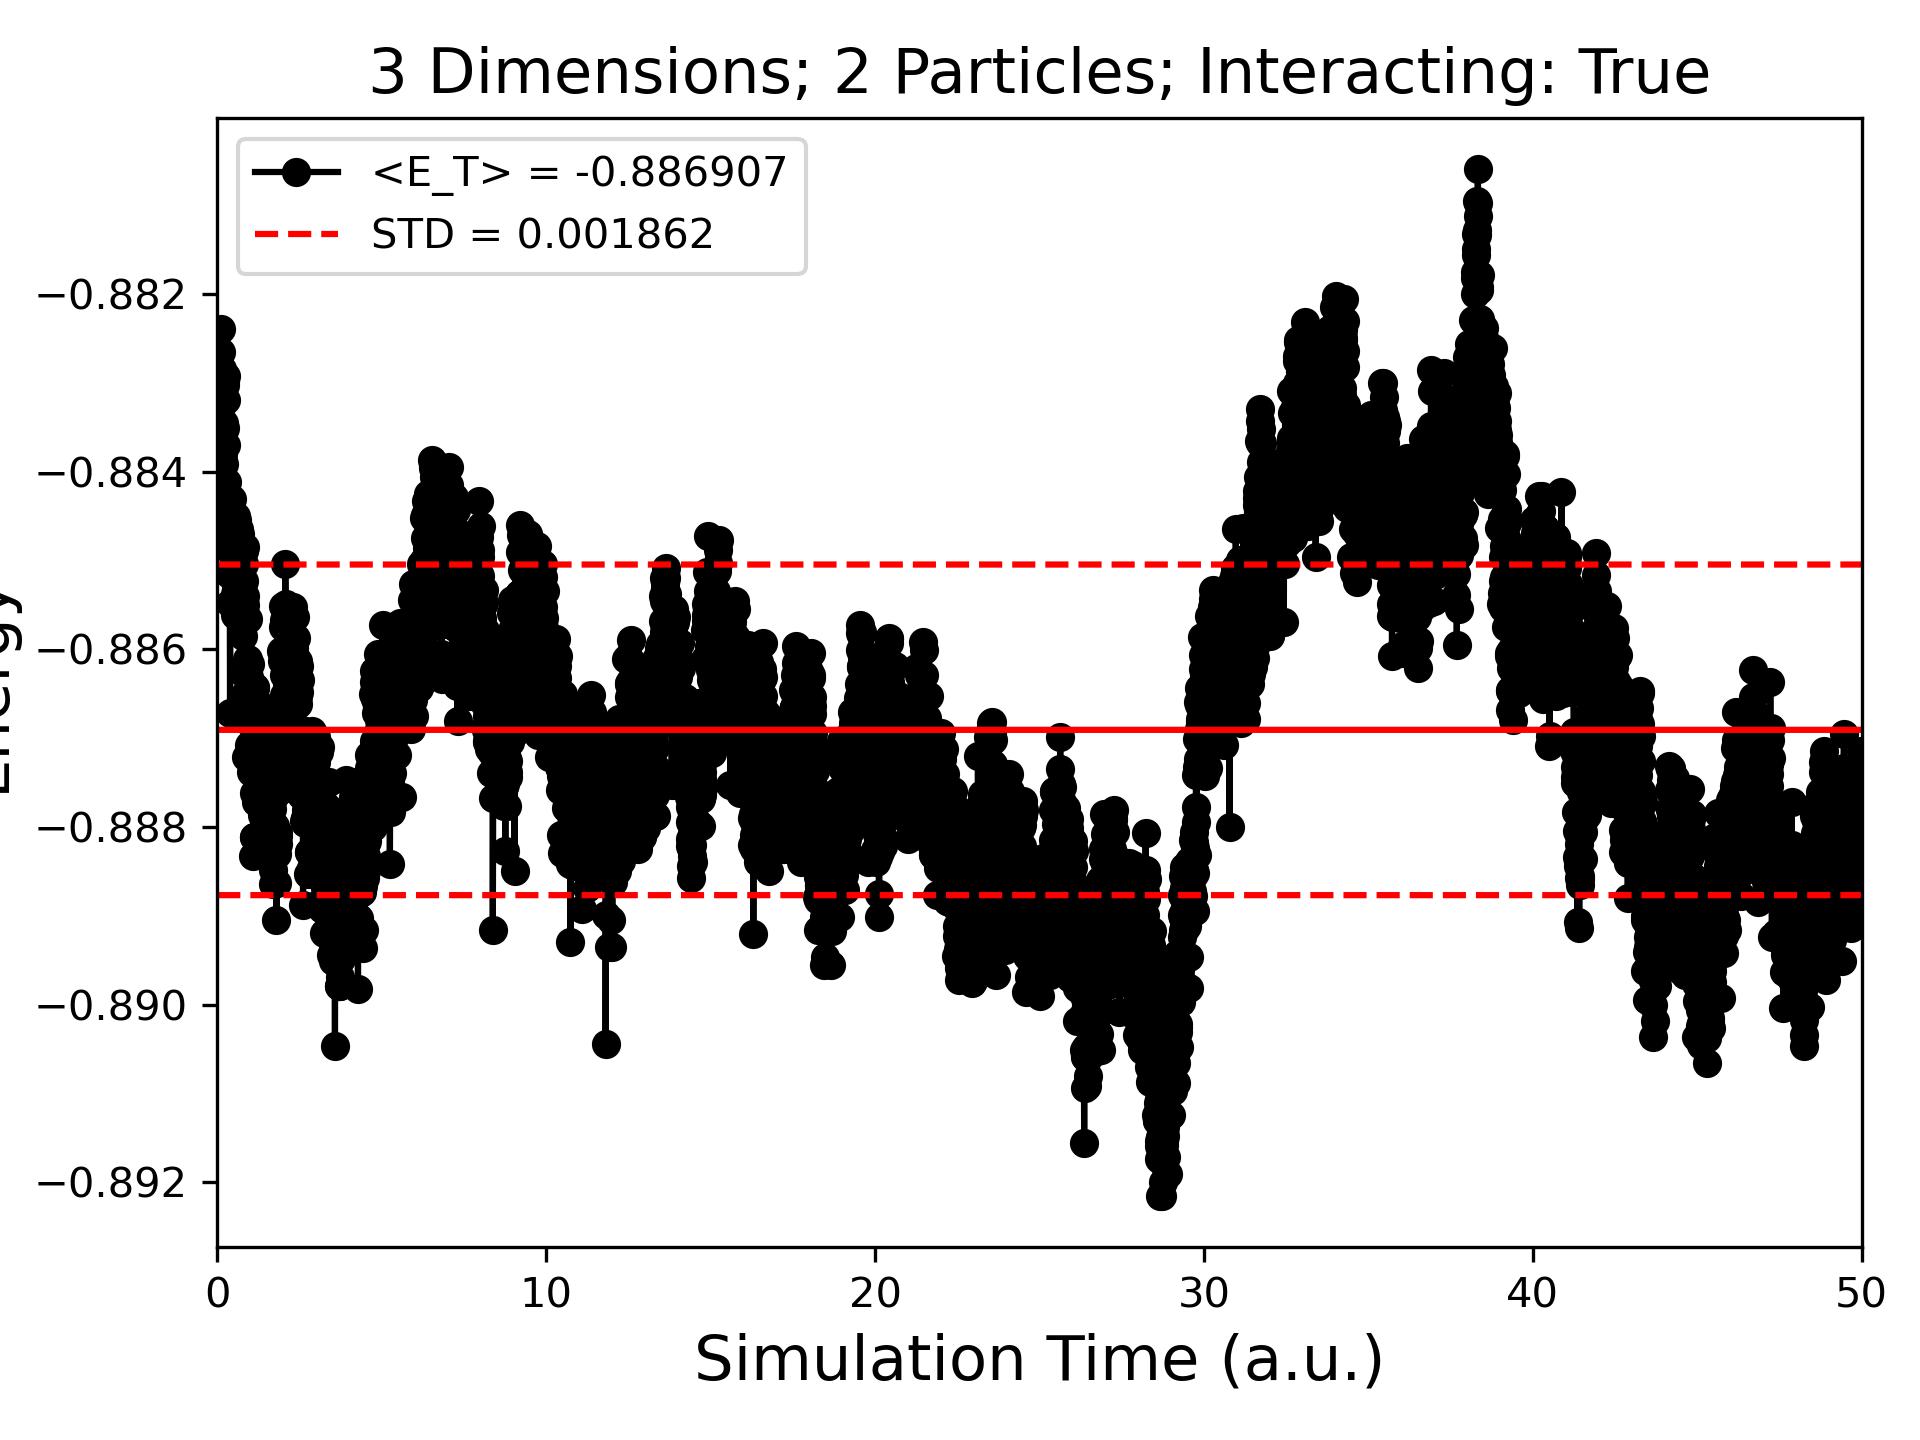 3 Dimensions; 2 Particles; Interacting: True
<E_T> = -0.886907
STD = 0.001862
−0.882
−0.884
−0.886
−0.888
−0.890
−0.892
0 10 20 30 40 50
Simulation Time (a.u.)
Energy